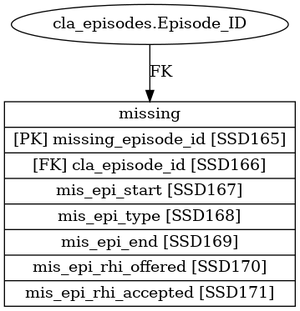 cla_episodes.Episode_ID
FK
missing
[PK] missing_episode_id [SSD165]
[FK] cla_episode_id [SSD166]
mis_epi_start [SSD167]
mis_epi_type [SSD168]
mis_epi_end [SSD169]
mis_epi_rhi_offered [SSD170]
mis_epi_rhi_accepted [SSD171]